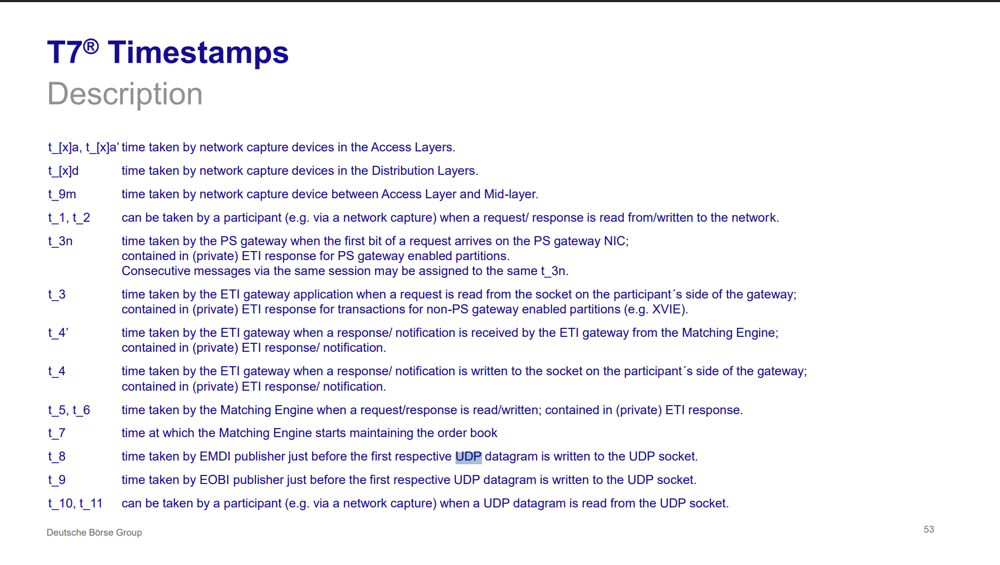 T7® Timestamps
Description
t_[x]a, t_[x]a’ time taken by network capture devices in the Access Layers.
t_[x]d time taken by network capture devices in the Distribution Layers.
t_9m time taken by network capture device between Access Layer and Mid-layer.
t_1, t_2 can be taken by a participant (e.g. via a network capture) when a request/ response is read from/written to the network.
t_3n time taken by the PS gateway when the first bit of a request arrives on the PS gateway NIC;
contained in (private) ETI response for PS gateway enabled partitions.
Consecutive messages via the same session may be assigned to the same t_3n.
t_3 time taken by the ETI gateway application when a request is read from the socket on the participant´s side of the gateway;
contained in (private) ETI response for transactions for non-PS gateway enabled partitions (e.g. XVIE).
t_4’ time taken by the ETI gateway when a response/ notification is received by the ETI gateway from the Matching Engine;
contained in (private) ETI response/ notification.
t_4 time taken by the ETI gateway when a response/ notification is written to the socket on the participant´s side of the gateway;
contained in (private) ETI response/ notification.
t_5, t_6 time taken by the Matching Engine when a request/response is read/written; contained in (private) ETI response.
t_7 time at which the Matching Engine starts maintaining the order book
t_8 time taken by EMDI publisher just before the first respective UDP datagram is written to the UDP socket.
t_9 time taken by EOBI publisher just before the first respective UDP datagram is written to the UDP socket.
t_10, t_11 can be taken by a participant (e.g. via a network capture) when a UDP datagram is read from the UDP socket.
Deutsche Börse Group
53